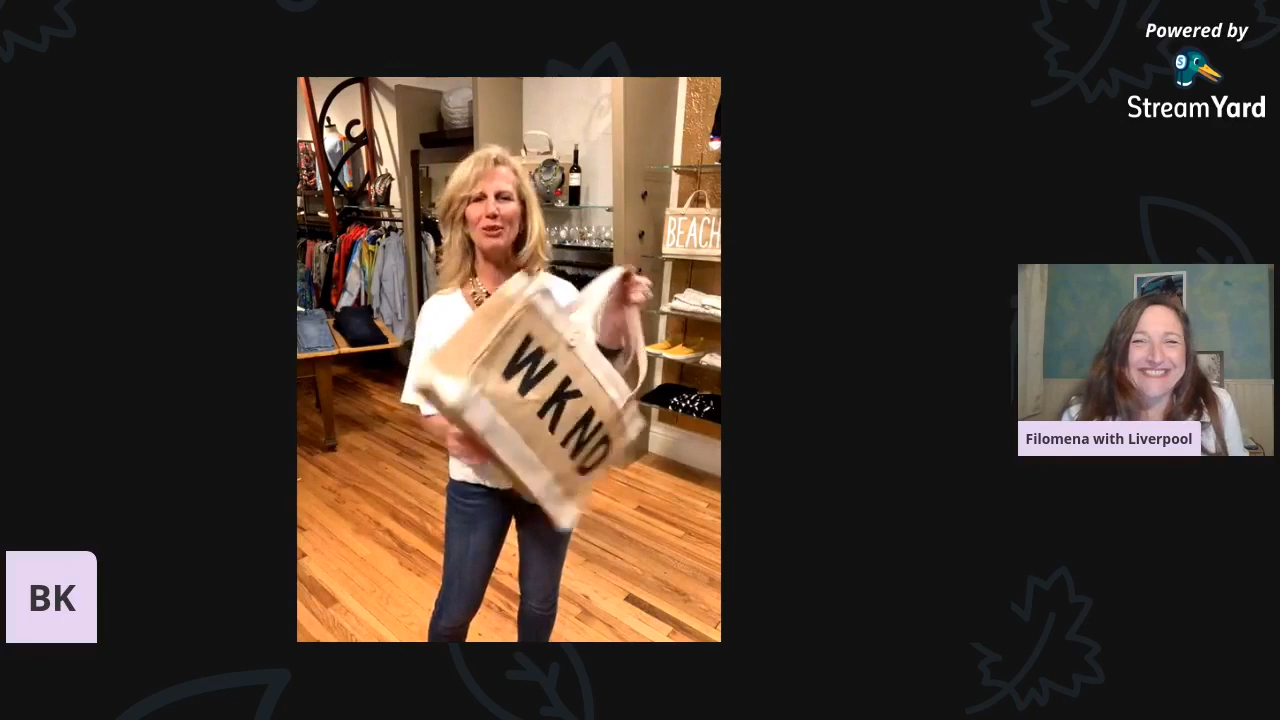 Powered by
StreamYard
BEACH
WKND
Filomena with Liverpool
BK